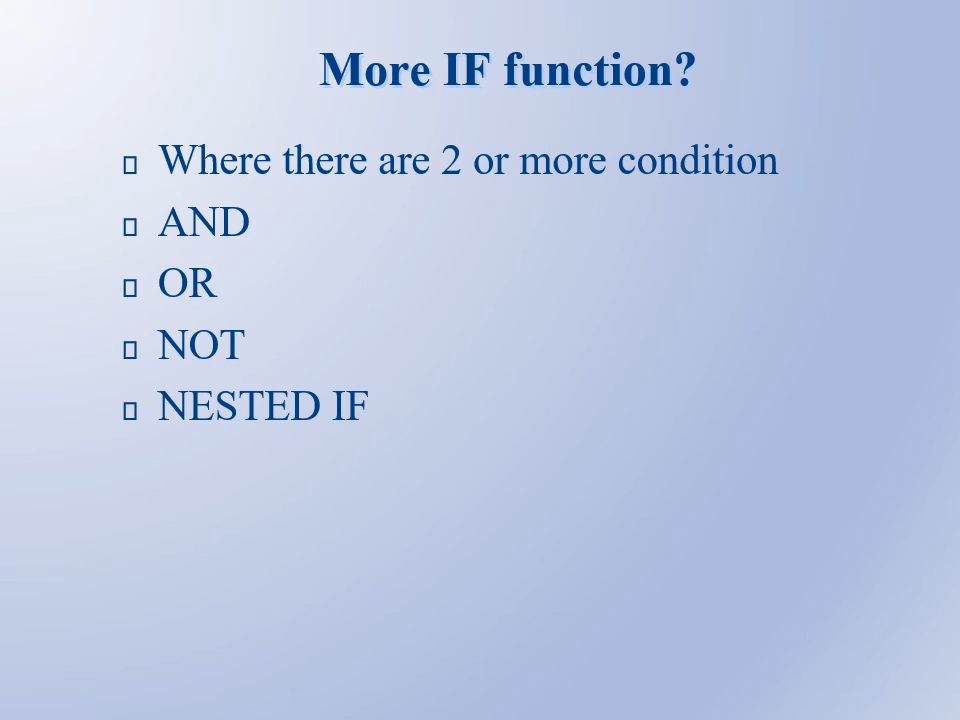 More IF function?
Where there are 2 or more condition
AND
OR
NOT
NESTED IF